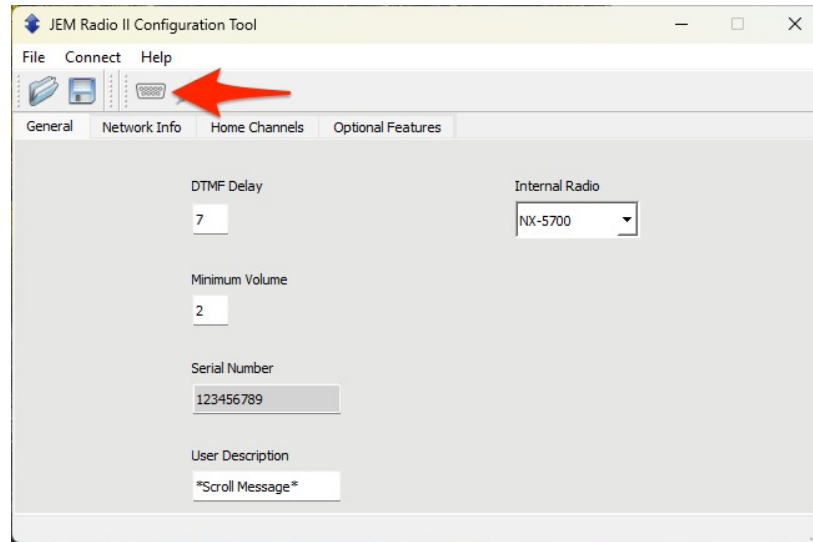 JEM Radio II Configuration Tool
File Connect Help
General Network Info Home Channels Optional Features
DTMF Delay Internal Radio
7 NX-5700
Minimum Volume
2
Serial Number
123456789
User Description
*Scroll Message*